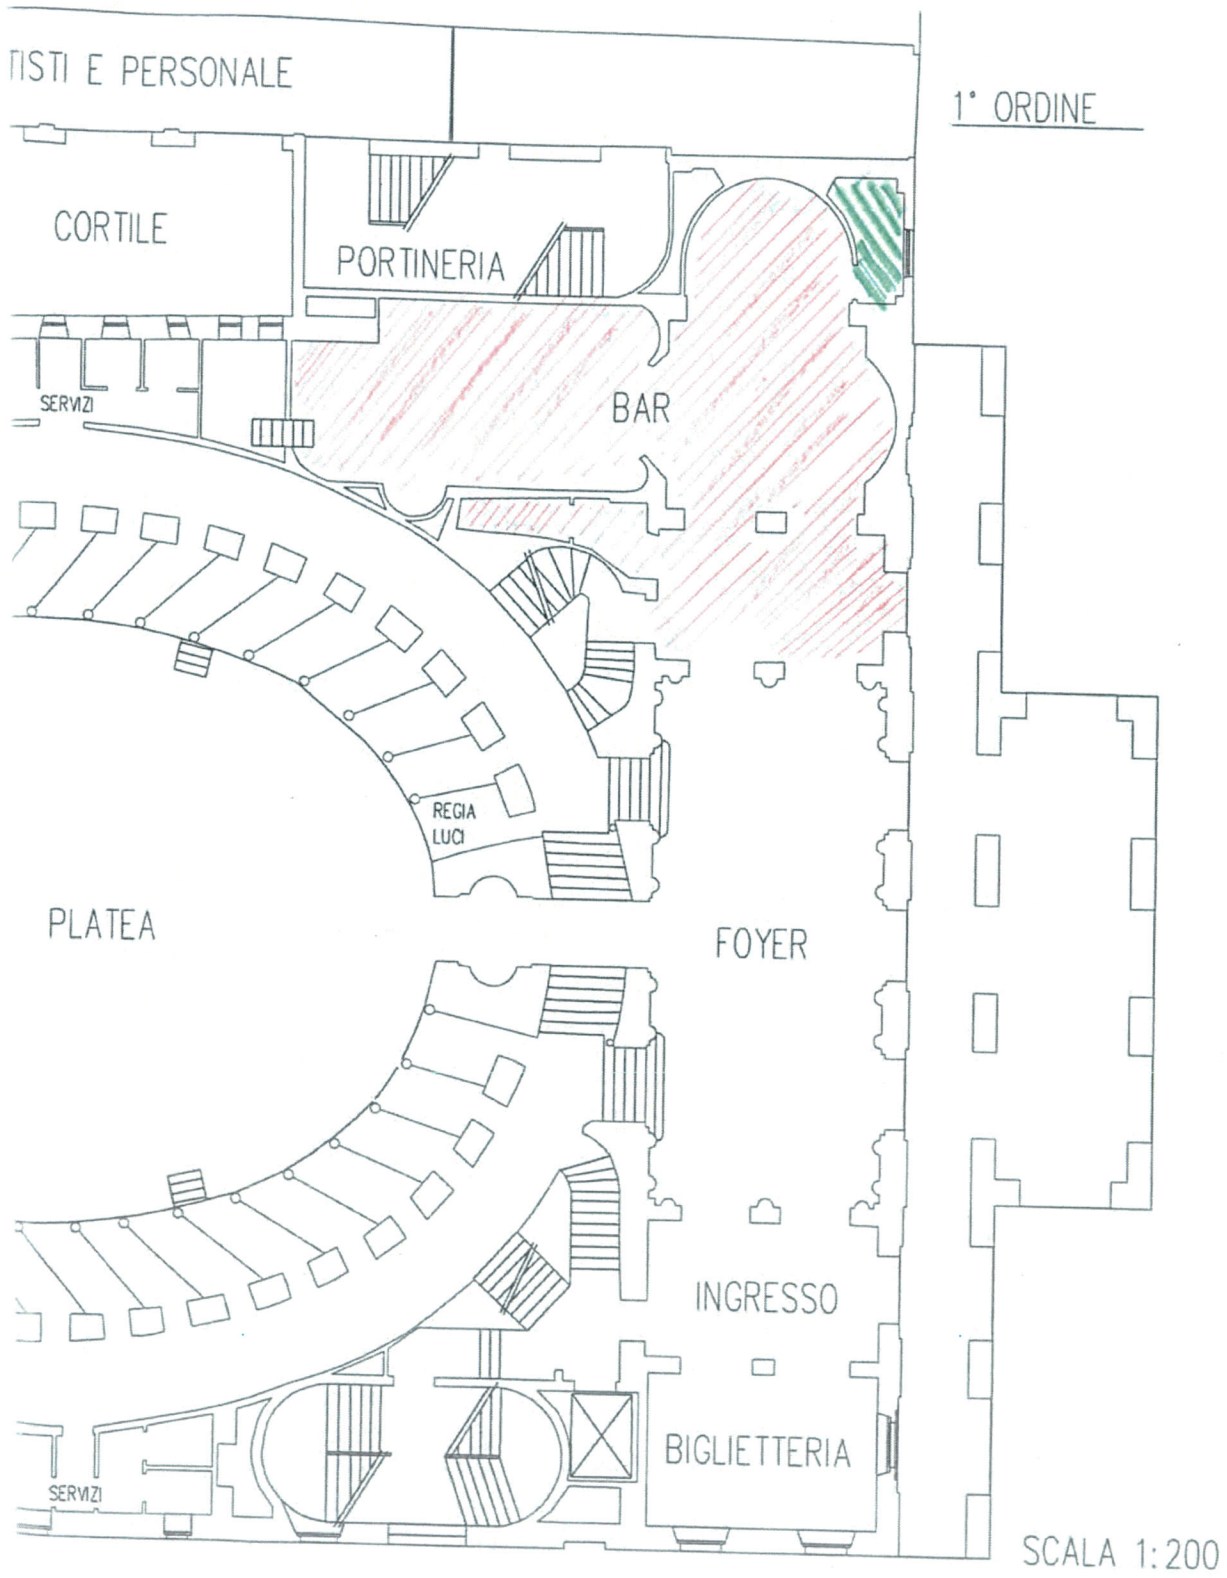 TISTI E PERSONALE
1° ORDINE
CORTILE
PORTINERIA
BAR
SERVIZI
REGIA
LUCI
PLATEA
FOYER
INGRESSO
BIGLIETTERIA
SERVIZI
SCALA 1:200